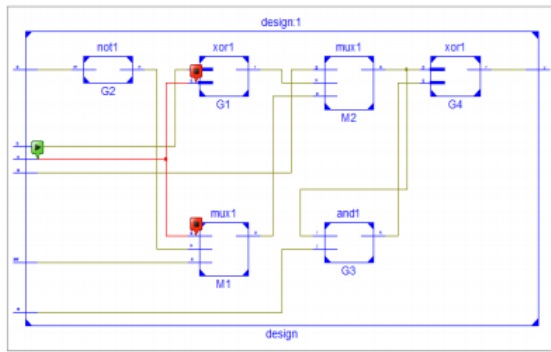 design:1
not1
xor1
mux1
xor1
G2
G1
M2
G4
mux1
and1
M1
G3
design